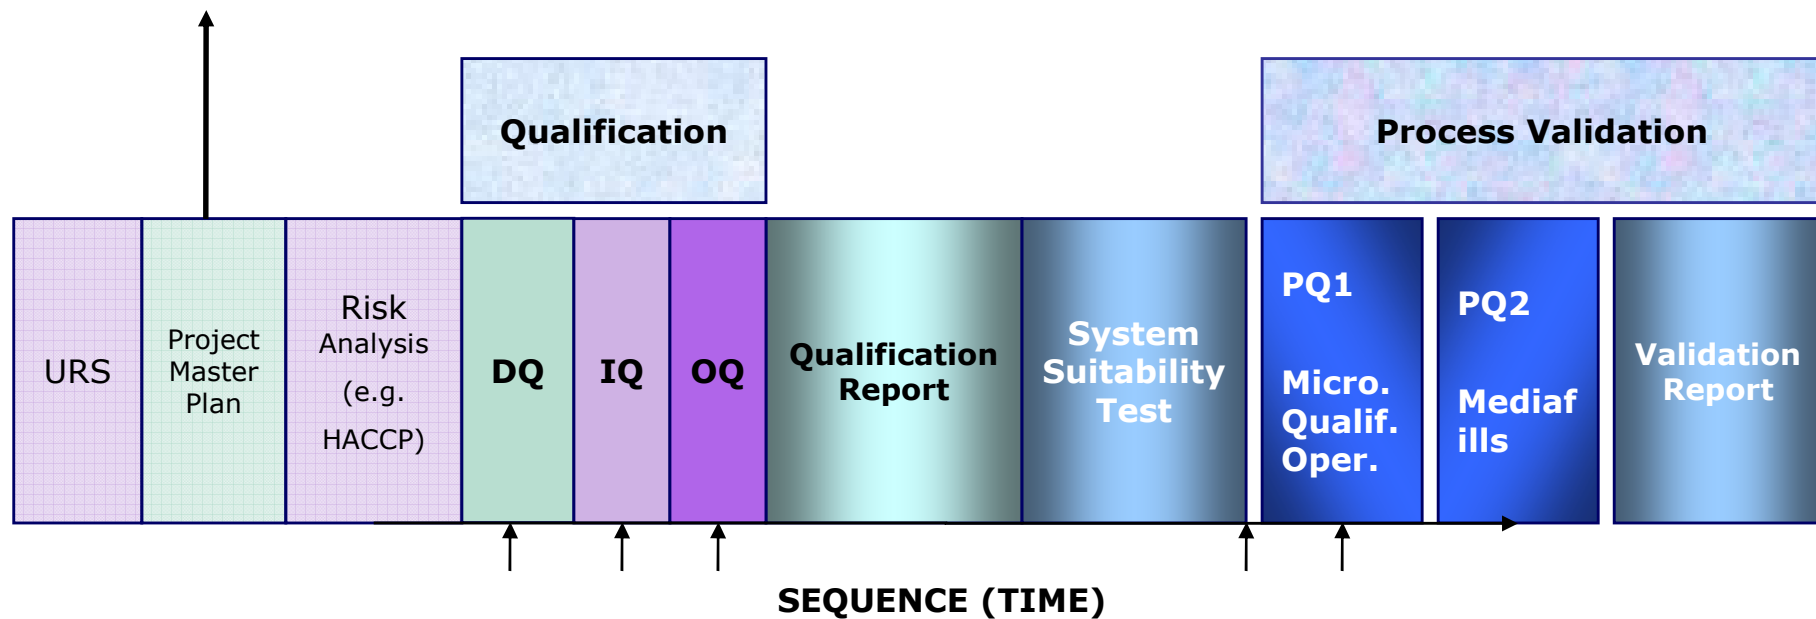 Qualification
Process Validation
URS
Project
Master
Plan
Risk
Analysis
(e.g.
HACCP)
DQ
IQ
OQ
Qualification
Report
System
Suitability
Test
PQ1
Micro.
Qualif.
Oper.
PQ2
Mediaf
ills
Validation
Report
SEQUENCE (TIME)